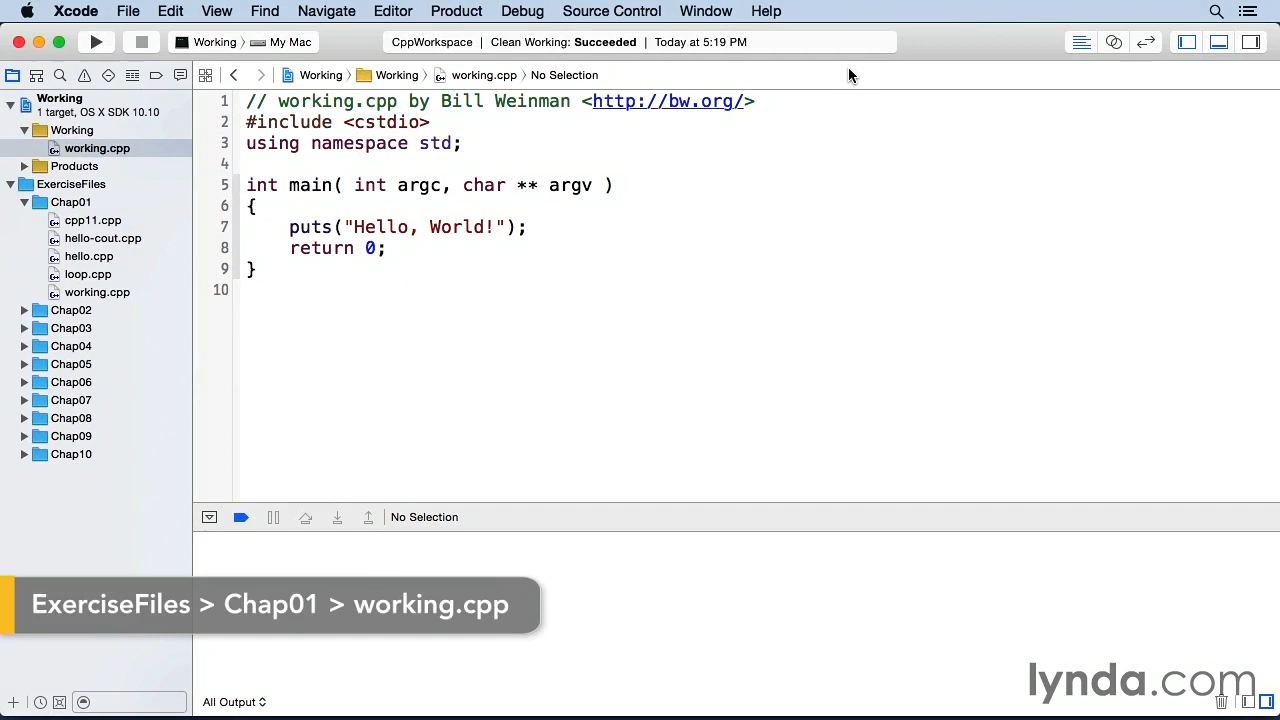 Xcode File Edit View Find Navigate Editor Product Debug Source Control Window Help
Working My Mac
CppWorkspace | Clean Working: Succeeded | Today at 5:19 PM
Working Working working.cpp No Selection
Working
1 target, OS X SDK 10.10
Working
working.cpp
Products
ExerciseFiles
Chap01
cpp11.cpp
hello-cout.cpp
hello.cpp
loop.cpp
working.cpp
Chap02
Chap03
Chap04
Chap05
Chap06
Chap07
Chap08
Chap09
Chap10
1 // working.cpp by Bill Weinman <http://bw.org/>
2 #include <cstdio>
3 using namespace std;
4
5 int main( int argc, char ** argv )
6 {
7 puts("Hello, World!");
8 return 0;
9 }
10
No Selection
ExerciseFiles > Chap01 > working.cpp
lynda.com
All Output